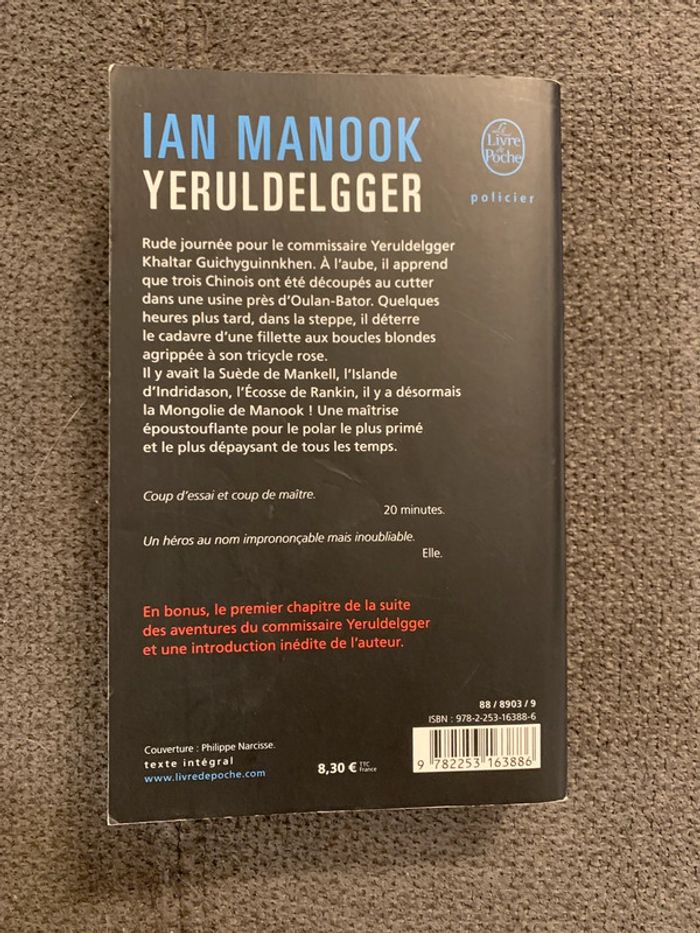 IAN MANOOK
YERULDELGGER
Le
Livre
de
Poche
policier
Rude journée pour le commissaire Yeruldelgger
Khaltar Guichyguinnkhen. À l'aube, il apprend
que trois Chinois ont été découpés au cutter
dans une usine près d'Oulan-Bator. Quelques
heures plus tard, dans la steppe, il déterre
le cadavre d'une fillette aux boucles blondes
agrippée à son tricycle rose.
Il y avait la Suède de Mankell, l'Islande
d'Indridason, l'Écosse de Rankin, il y a désormais
la Mongolie de Manook ! Une maîtrise
époustouflante pour le polar le plus primé
et le plus dépaysant de tous les temps.
Coup d'essai et coup de maître.
20 minutes.
Un héros au nom imprononçable mais inoubliable.
Elle.
En bonus, le premier chapitre de la suite
des aventures du commissaire Yeruldelgger
et une introduction inédite de l'auteur.
88 / 8903 / 9
ISBN : 978-2-253-16388-6
Couverture : Philippe Narcisse.
texte intégral
www.livredepoche.com
8,30 € TTC
France
9 782253 163886